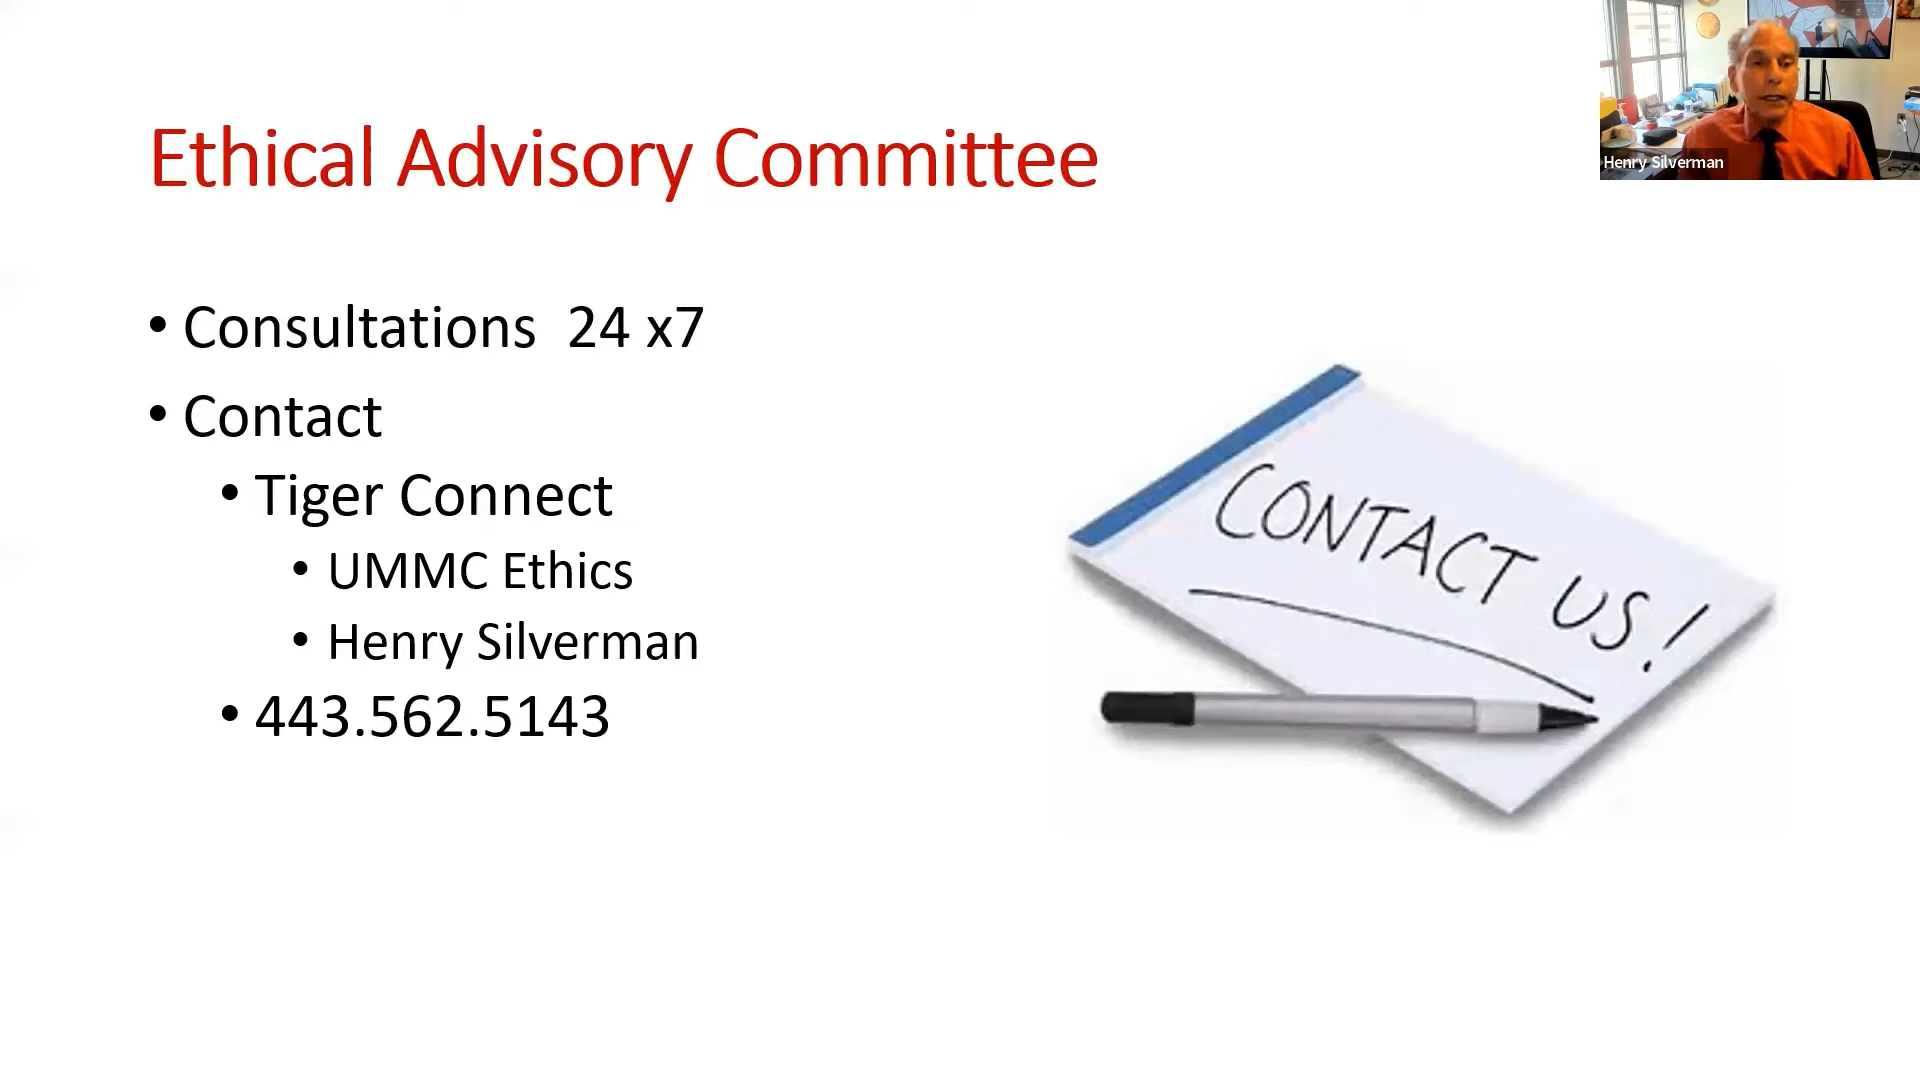 Ethical Advisory Committee
Henry Silverman
• Consultations  24 x7
• Contact
• Tiger Connect
• UMMC Ethics
• Henry Silverman
• 443.562.5143
CONTACT US!